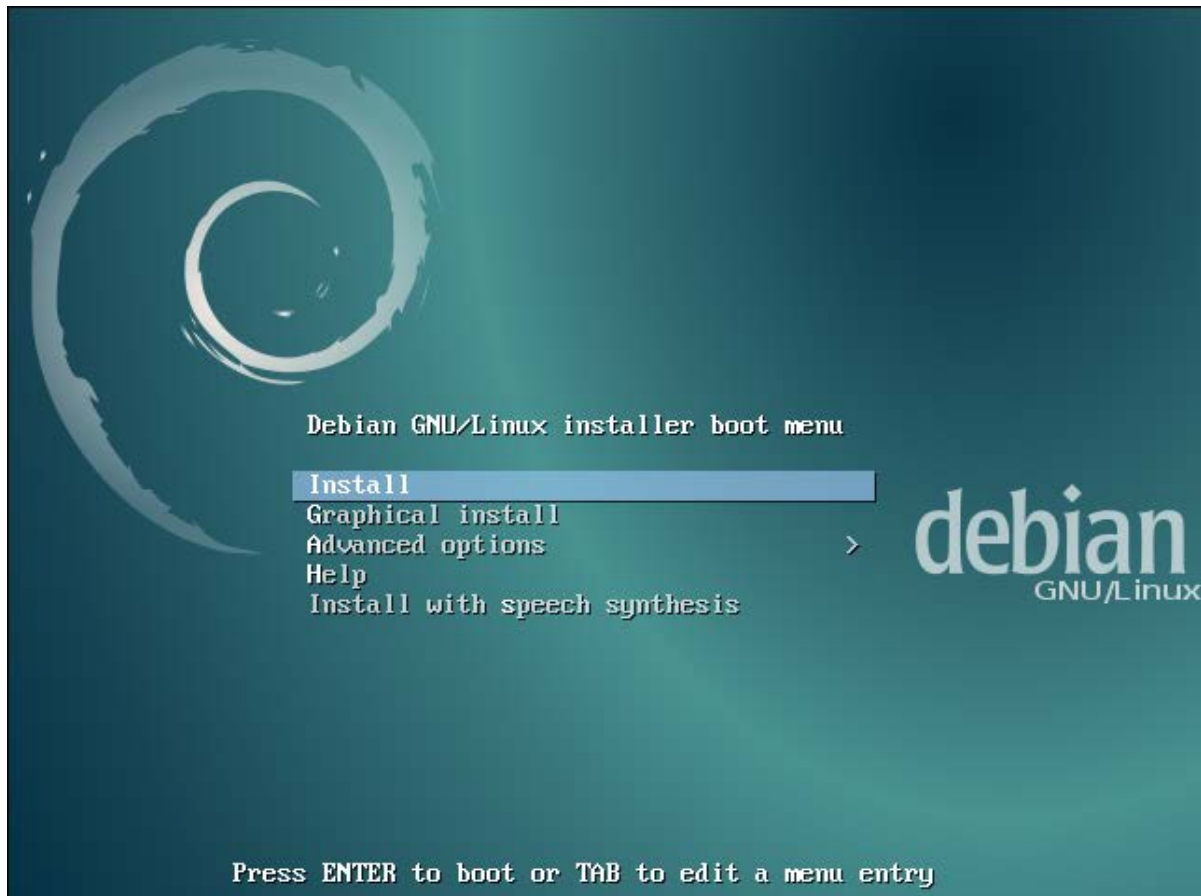 Debian GNU/Linux installer boot menu
Install
Graphical install
Advanced options >
Help
Install with speech synthesis
debian
GNU/Linux
Press ENTER to boot or TAB to edit a menu entry